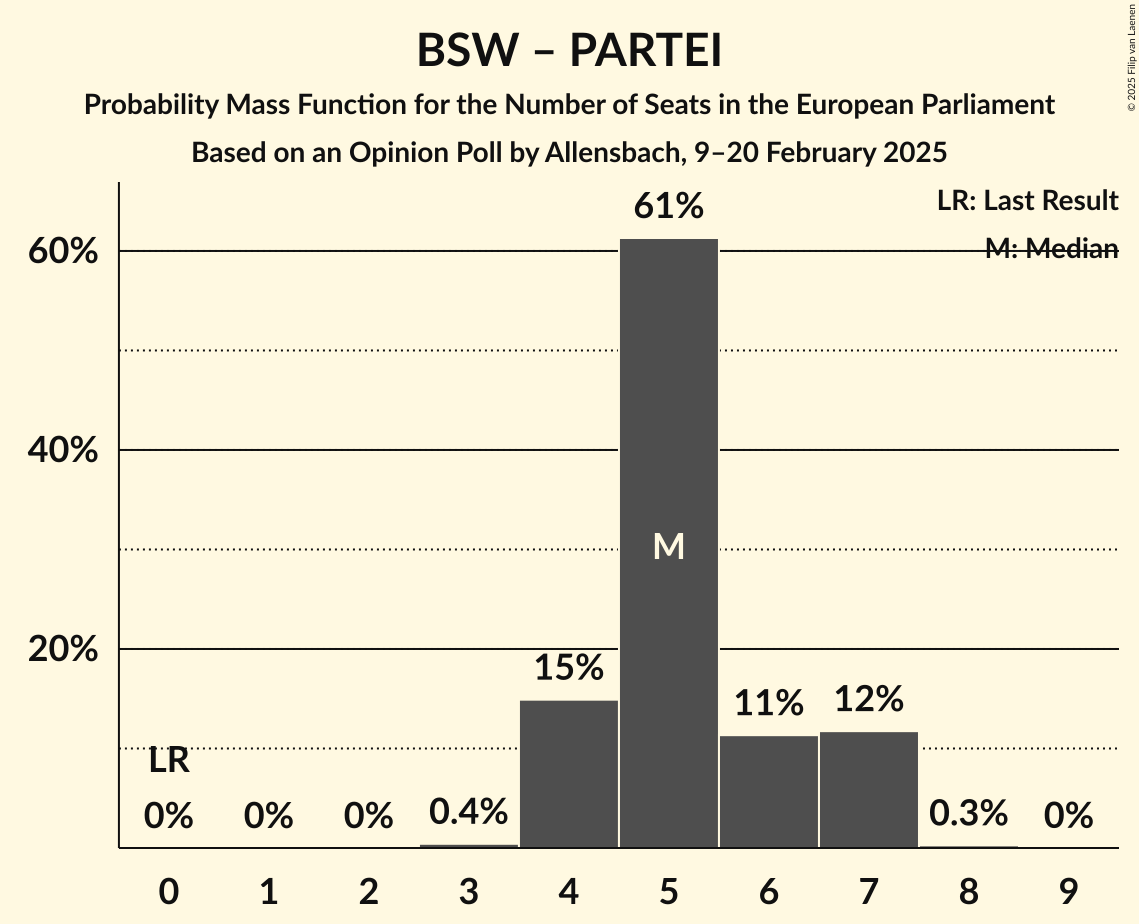 BSW – PARTEI
Probability Mass Function for the Number of Seats in the European Parliament
Based on an Opinion Poll by Allensbach, 9–20 February 2025
© 2025 Filip van Laenen
LR: Last Result
M: Median
60%
40%
20%
61%
M
15%
11%
12%
LR
0%
0%
0%
0.4%
0.3%
0%
0 1 2 3 4 5 6 7 8 9